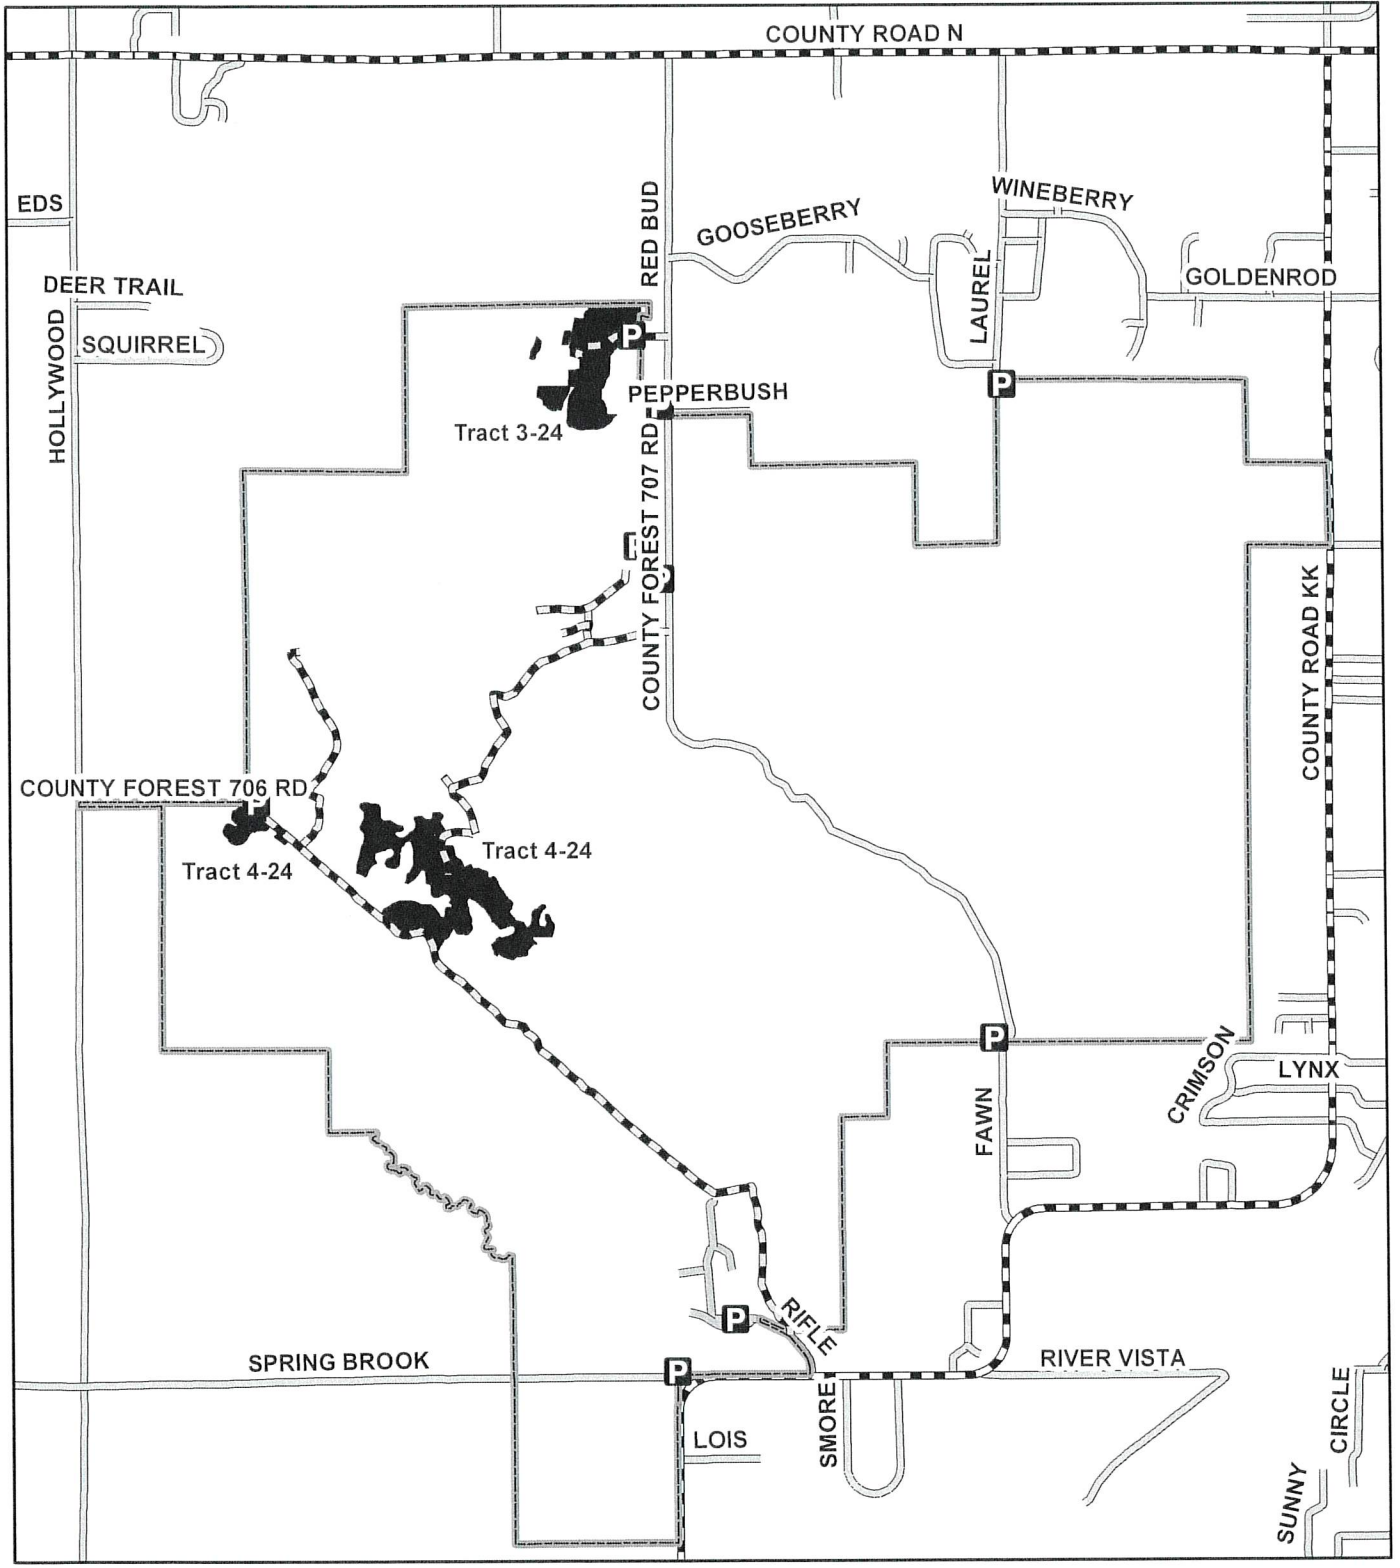 COUNTY ROAD N
EDS
RED BUD
WINEBERRY
GOOSEBERRY
LAUREL
GOLDENROD
DEER TRAIL
HOLLYWOOD
SQUIRREL
P
P
PEPPERBUSH
Tract 3-24
COUNTY FOREST 707 RD
COUNTY ROAD KK
COUNTY FOREST 706 RD
P
Tract 4-24
Tract 4-24
P
CRIMSON
LYNX
FAWN
RIFLE
P
SPRING BROOK
P
RIVER VISTA
SMORE
LOIS
CIRCLE
SUNNY